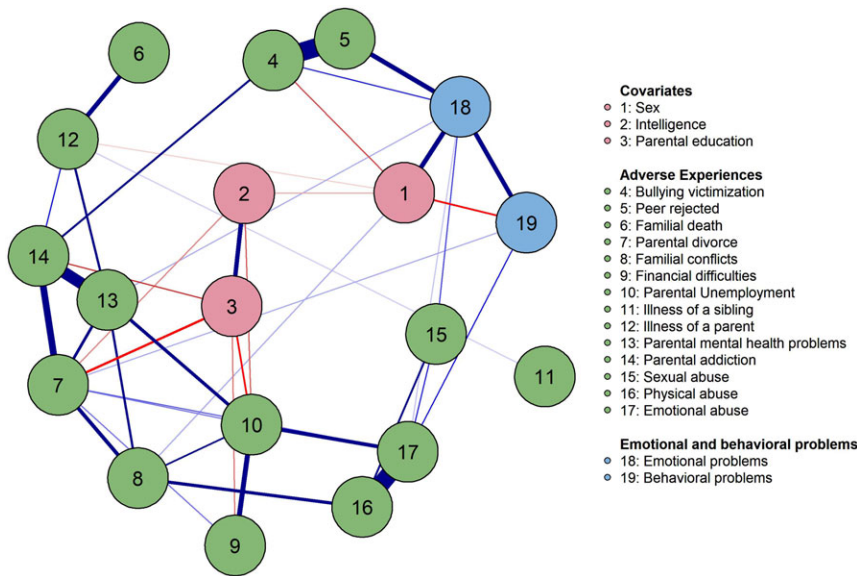 6
5
4
18
12
2
1
19
14
13
3
15
7
11
10
17
8
16
9
Covariates
1: Sex
2: Intelligence
3: Parental education
Adverse Experiences
4: Bullying victimization
5: Peer rejected
6: Familial death
7: Parental divorce
8: Familial conflicts
9: Financial difficulties
10: Parental Unemployment
11: Illness of a sibling
12: Illness of a parent
13: Parental mental health problems
14: Parental addiction
15: Sexual abuse
16: Physical abuse
17: Emotional abuse
Emotional and behavioral problems
18: Emotional problems
19: Behavioral problems